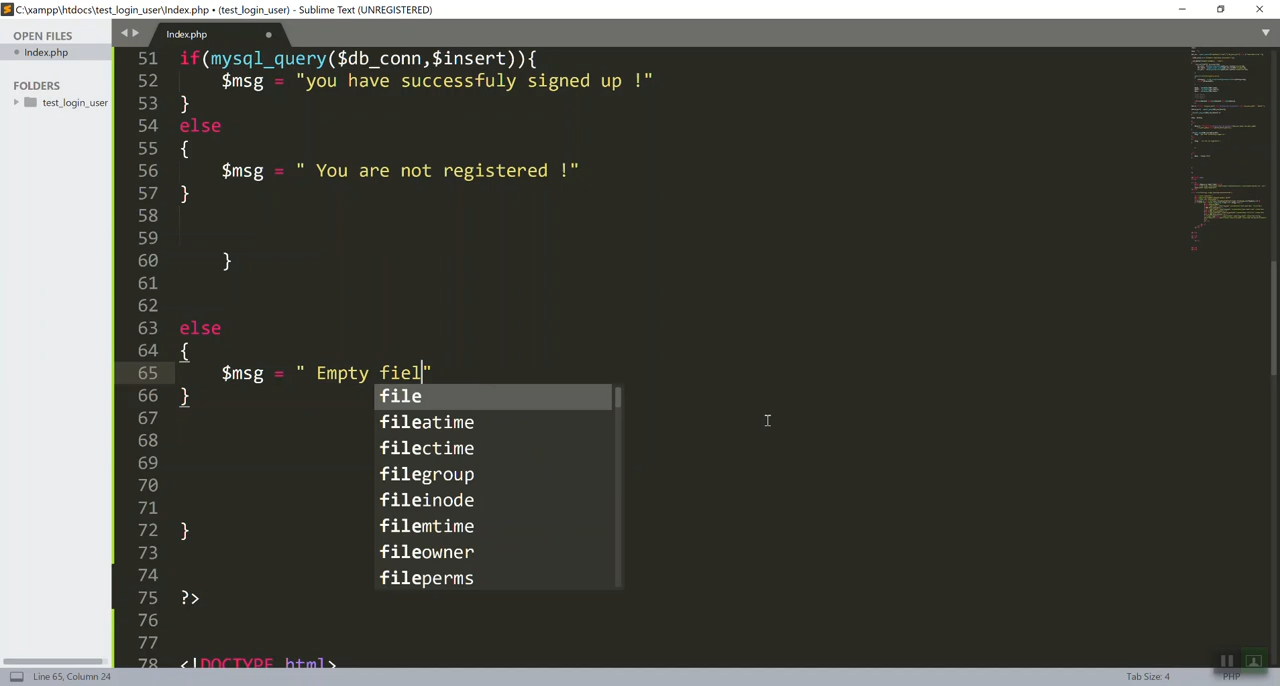 C:\xampp\htdocs\test_login_user\Index.php • (test_login_user) - Sublime Text (UNREGISTERED)
OPEN FILES
Index.php
FOLDERS
test_login_user
Index.php
51 if(mysql_query($db_conn,$insert)){
52 $msg = "you have successfuly signed up !"
53 }
54 else
55 {
56 $msg = " You are not registered !"
57 }
58
59
60 }
61
62
63 else
64 {
65 $msg = " Empty fiel"
66 }
file
fileatime
filectime
filegroup
fileinode
filemtime
fileowner
fileperms
67
68
69
70
71
72 }
73
74
75 ?>
76
77
78 <!DOCTYPE html>
Line 65, Column 24
Tab Size: 4
PHP